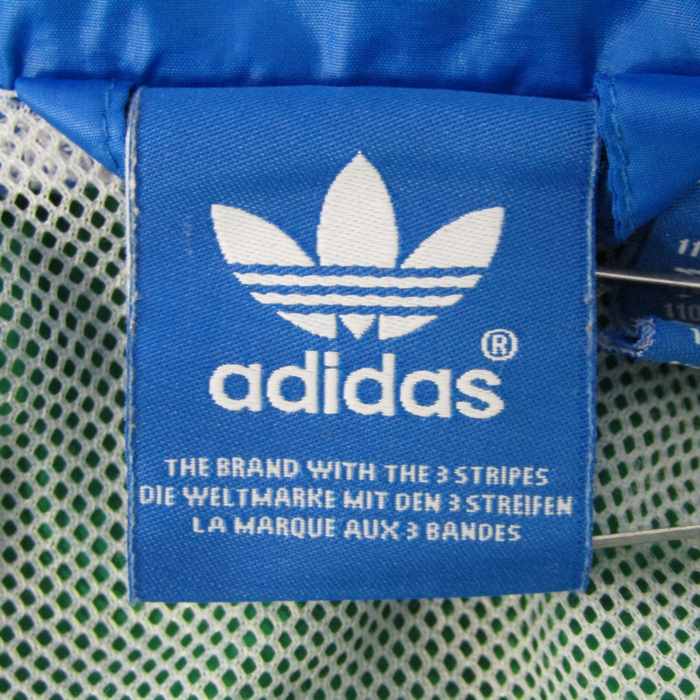 adidas®
THE BRAND WITH THE 3 STRIPES
DIE WELTMARKE MIT DEN 3 STREIFEN
LA MARQUE AUX 3 BANDES